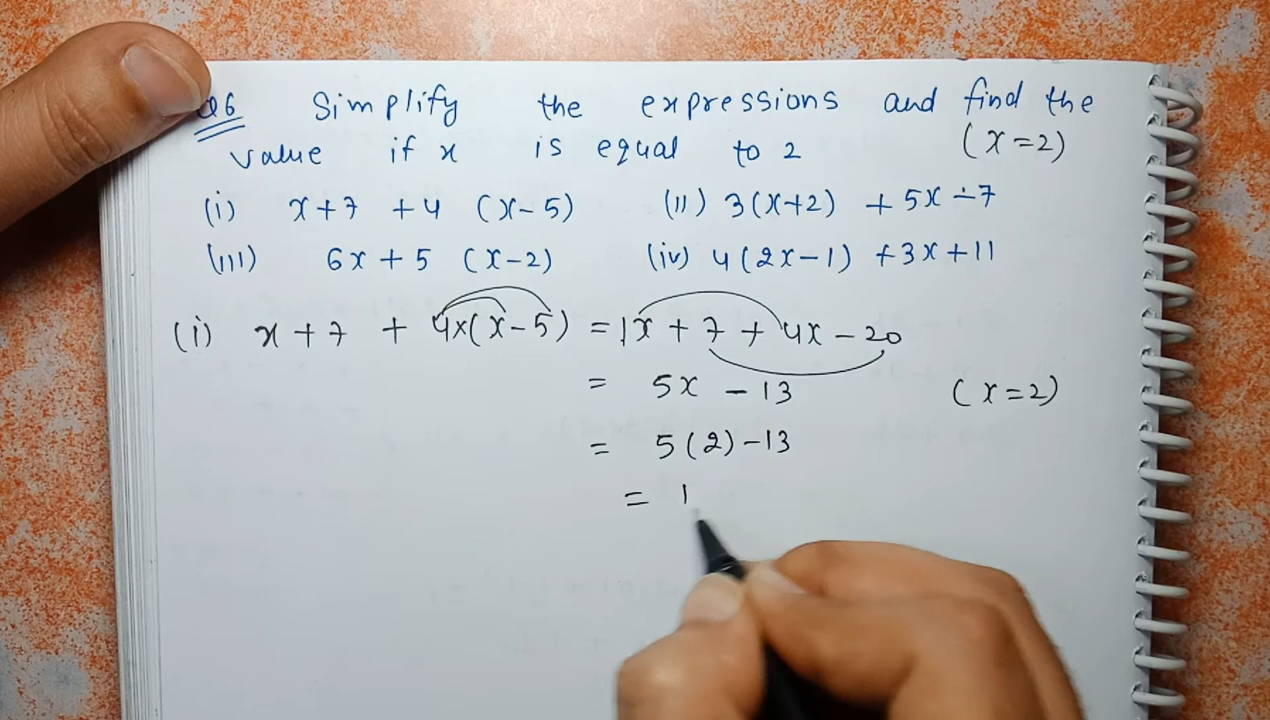 Q6 Simplify the expressions and find the
value if x is equal to 2 (x=2)
(i) x+7 +4 (x-5) (ii) 3(x+2) +5x-7
(iii) 6x+5 (x-2) (iv) 4(2x-1) +3x+11
(i) x+7 + 4×(x-5) = 1x + 7 + 4x - 20
= 5x - 13 (x=2)
= 5(2)-13
= 1